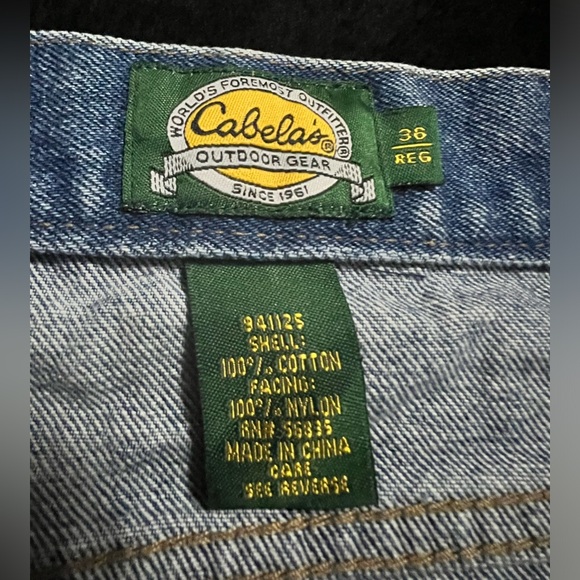 WORLD'S FOREMOST OUTFITTER®
Cabela's®
OUTDOOR GEAR
SINCE 1961
36
REG
941125
SHELL:
100% COTTON
FACING:
100% NYLON
RN# 56835
MADE IN CHINA
CARE
SEE REVERSE